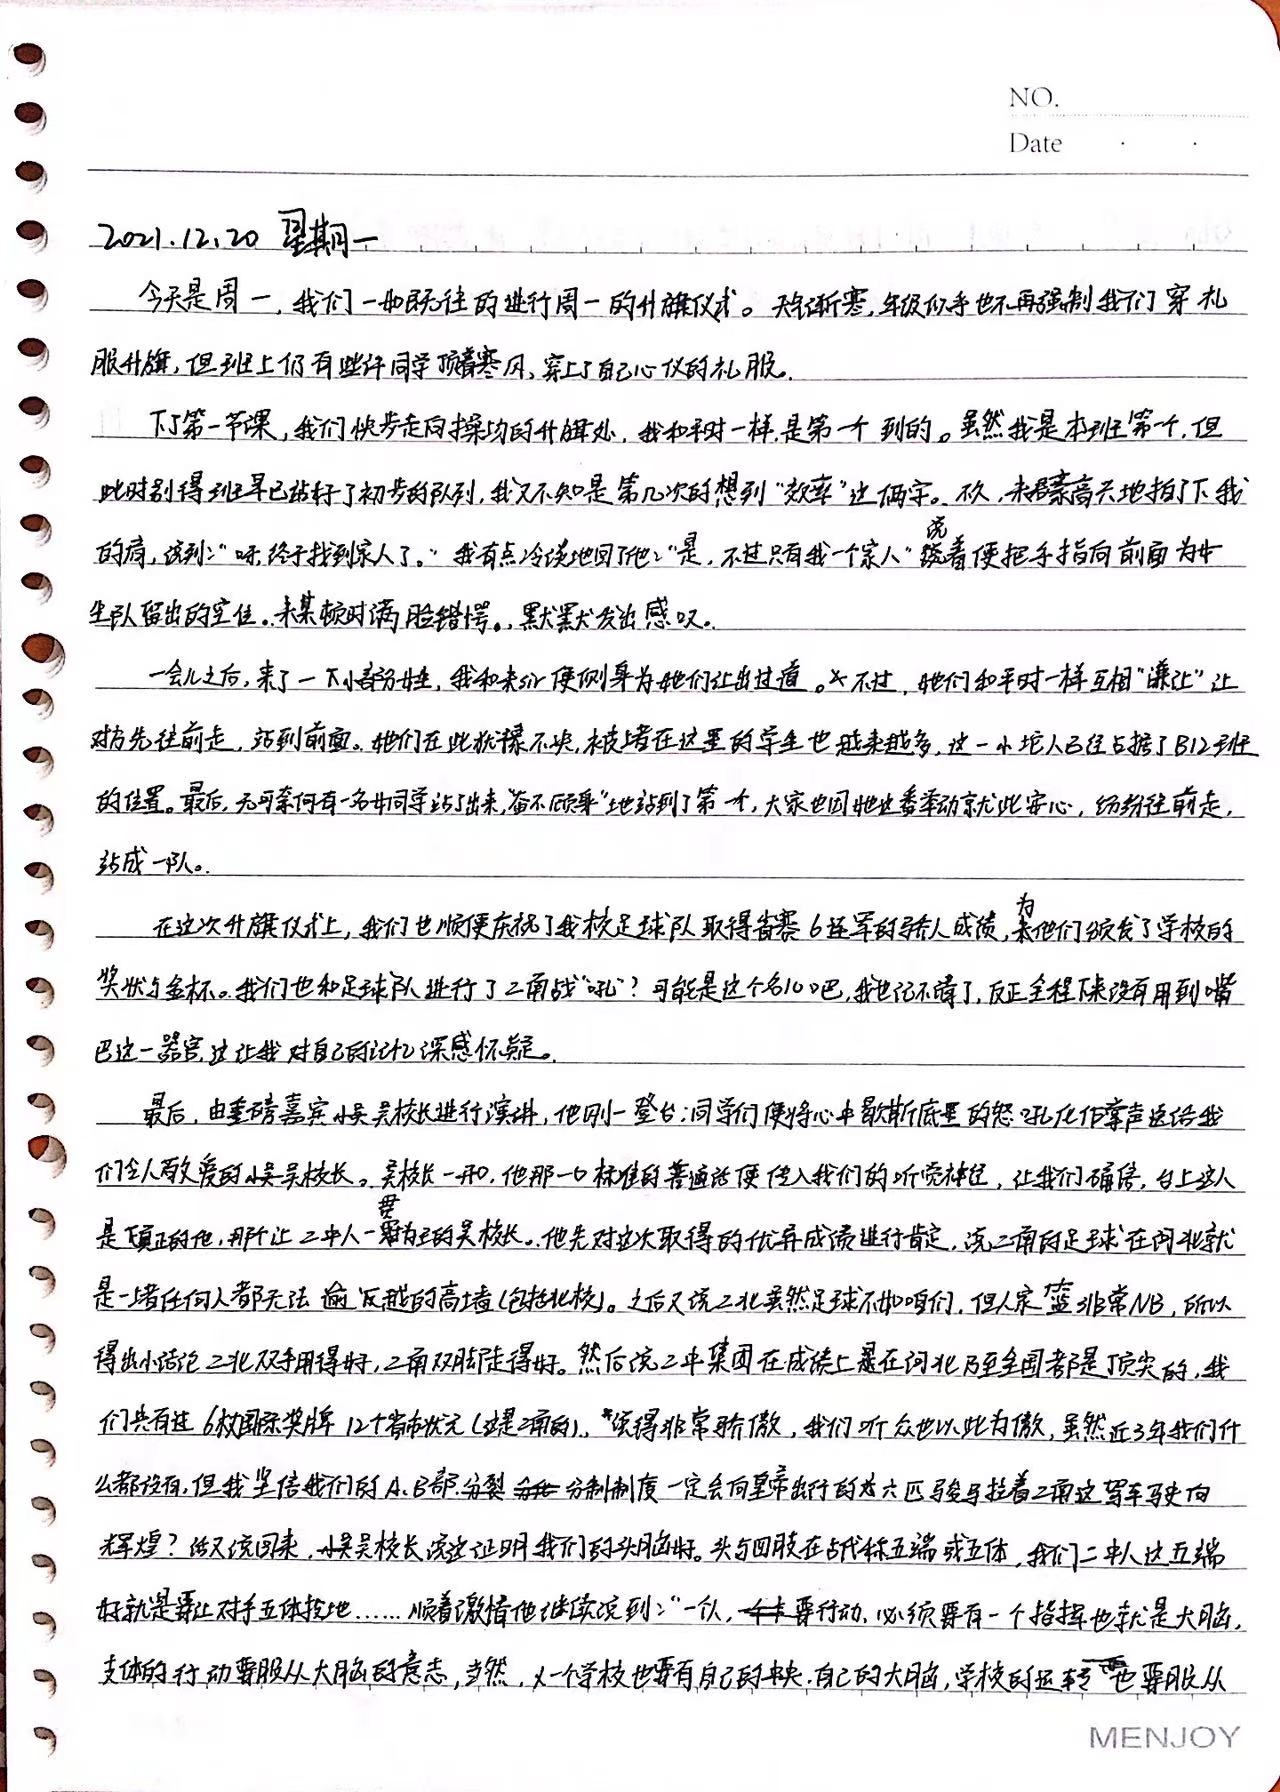 NO.
Date
2021.12.20 星期一
今天是周一，我们一如既往的进行周一的升旗仪式。天气渐寒，年级似乎也不再强制我们穿礼
服升旗，但班上仍有些许同学顶着寒风，穿上了自己心仪的礼服。
下了第一节课，我们快步走向操场的升旗处，我和平时一样是第一个到的。虽然我是本班第一个，但
此时别得班早已站好了初步的队列，我又不知是第几次的想到“效率”这俩字。不久，未某豪高兴地拍了下我
的肩，说到：“呀，终于找到家人了。”我有点冷淡地回了他：“是，不过只有我一个家人”说着便把手指向前面为女
生队留出的空位。未某顿时满脸错愕。，默默发出感叹。
一会儿之后，来了一下小部分女生，我和未 便侧身为她们让出过道。不过，她们和平时一样互相“谦让”让
对方先往前走，站到前面。她们在此犹豫不决，被堵在这里的学生也越来越多，这一小坨人已经占据了B12班
的位置。最后，无可奈何有一名女同学站了出来，“奋不顾身”地站到了第一个，大家也因她这番举动就此安心，纷纷往前走，
站成一队。
在这次升旗仪式上，我们也顺便庆祝了我校足球队取得省赛6连军的骄人成绩，为他们颁发了学校的
奖状与金杯。我们也和足球队进行了二南战“吼”？可能是这个名儿吧，我也记不清了，反正全程下来没有用到嘴
巴这一器官，这让我对自己的记忆深感怀疑。
最后，由重磅嘉宾 吴校长进行演讲，他刚一登台，同学们便将心中歇斯底里的怒吼化作掌声送给我
们令人敬爱的 吴校长。吴校长一开口，他那一口标准的普通话便传入我们的听觉神经，让我们确信，台上这人
是真正的他，那个让二中人一贯为 的吴校长。他先对这次取得的优异成绩进行肯定，说二南的足球在河北就
是一堵任何人都无法逾越的高墙（包括北校）。之后又说二北虽然足球不如咱们，但人家篮非常NB，所以
得出小结论二北双手用得好，二南双脚走得好。然后说二中集团在成绩上是在河北乃至全国都是顶尖的，我
们共有过6枚国际奖牌12个省市状元（这是2南的）。说得非常骄傲，我们听众也以此为傲，虽然近3年我们什
么都没有，但我坚信我们的A、B部分裂 分制制度一定会向皇帝出行的六匹骏马拉着二南这驾车马史向
辉煌？话又说回来， 吴校长说这证明我们的头脑好。头与四肢在古代称五端或五体，我们二中人这五端
好就是要让对手五体投地……顺着激情他继续说到：“一个人，要行动，必须要有一个指挥也就是大脑，
支体的行动要服从大脑的意志，当然，一个学校也要有自己的中央，自己的大脑，学校的运转也要服从
MENJOY